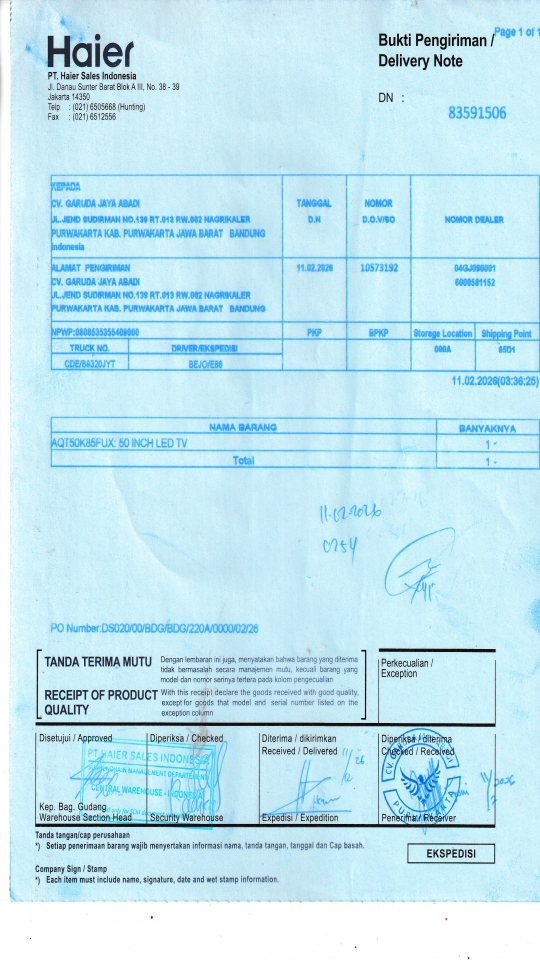 Page 1 of 1
Haier
PT. Haier Sales Indonesia
Jl. Danau Sunter Barat Blok A III, No. 38 - 39
Jakarta 14350
Telp : (021) 6505668 (Hunting)
Fax : (021) 6512556
Bukti Pengiriman /
Delivery Note
DN :
83591506
KEPADA
CV. GARUDA JAYA ABADI
JL.JEND SUDIRMAN NO.139 RT.013 RW.002 NAGRIKALER
PURWAKARTA KAB. PURWAKARTA JAWA BARAT BANDUNG
Indonesia
TANGGAL
D.N
NOMOR
D.O.V/SO
NOMOR DEALER
ALAMAT PENGIRIMAN
CV. GARUDA JAYA ABADI
JL.JEND SUDIRMAN NO.139 RT.013 RW.002 NAGRIKALER
PURWAKARTA KAB. PURWAKARTA JAWA BARAT BANDUNG
11.02.2026
10573192
6000581152
PKP
BPKP
Storage Location
Shipping Point
TRUCK NO.
DRIVER/EKSPEDISI
000A
65D1
CDE/B9320JYT
BEJO/E86
11.02.2026(03:36:25)
NAMA BARANG
BANYAKNYA
AQT50K85FUX: 50 INCH LED TV
1 -
Total
1 -
11.02.2026
0254
PO Number:DS020/00/BDG/BDG/220A/0000/02/26
TANDA TERIMA MUTU
Dengan lembaran ini juga, menyatakan bahwa barang yang diterima
tidak bermasalah secara manajemen mutu, kecuali barang yang
model dan nomor serinya tertera pada kolom pengecualian
RECEIPT OF PRODUCT
QUALITY
With this receipt declare the goods received with good quality,
except for goods that model and serial number listed on the
exception column
Perkecualian /
Exception
Disetujui / Approved
Diperiksa / Checked
Diterima / dikirimkan
Received / Delivered
Diperiksa / diterima
Checked / Received
PT HAIER SALES INDONESIA
CENTRAL WAREHOUSE - INDONESIA
PURWAKARTA
Kep. Bag. Gudang
Warehouse Section Head
Security Warehouse
Expedisi / Expedition
Penerima / Receiver
Tanda tangan/cap perusahaan
*) Setiap penerimaan barang wajib menyertakan informasi nama, tanda tangan, tanggal dan Cap basah.
EKSPEDISI
Company Sign / Stamp
*) Each item must include name, signature, date and wet stamp information.